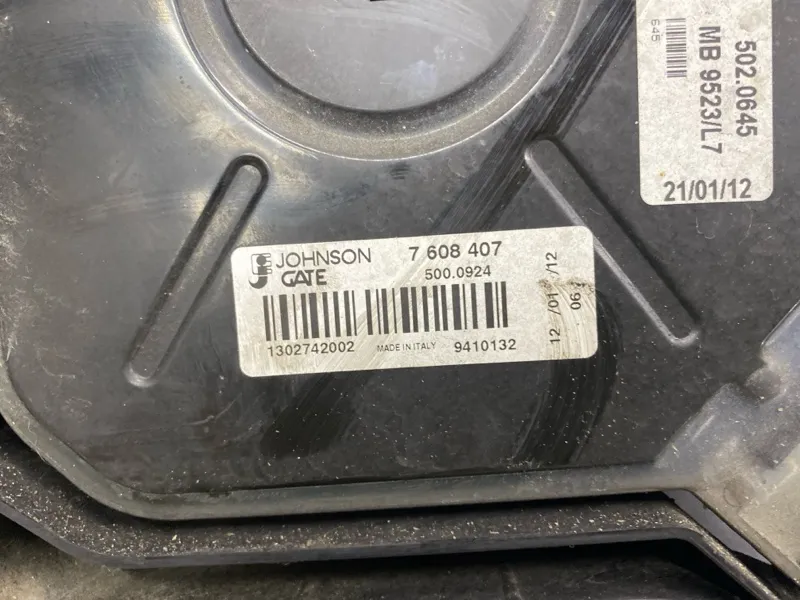 502.0645
MB 9523/L7
645
21/01/12
JOHNSON 7 608 407
GATE 500.0924
1302742002 MADE IN ITALY 9410132
12 /01 /12
06